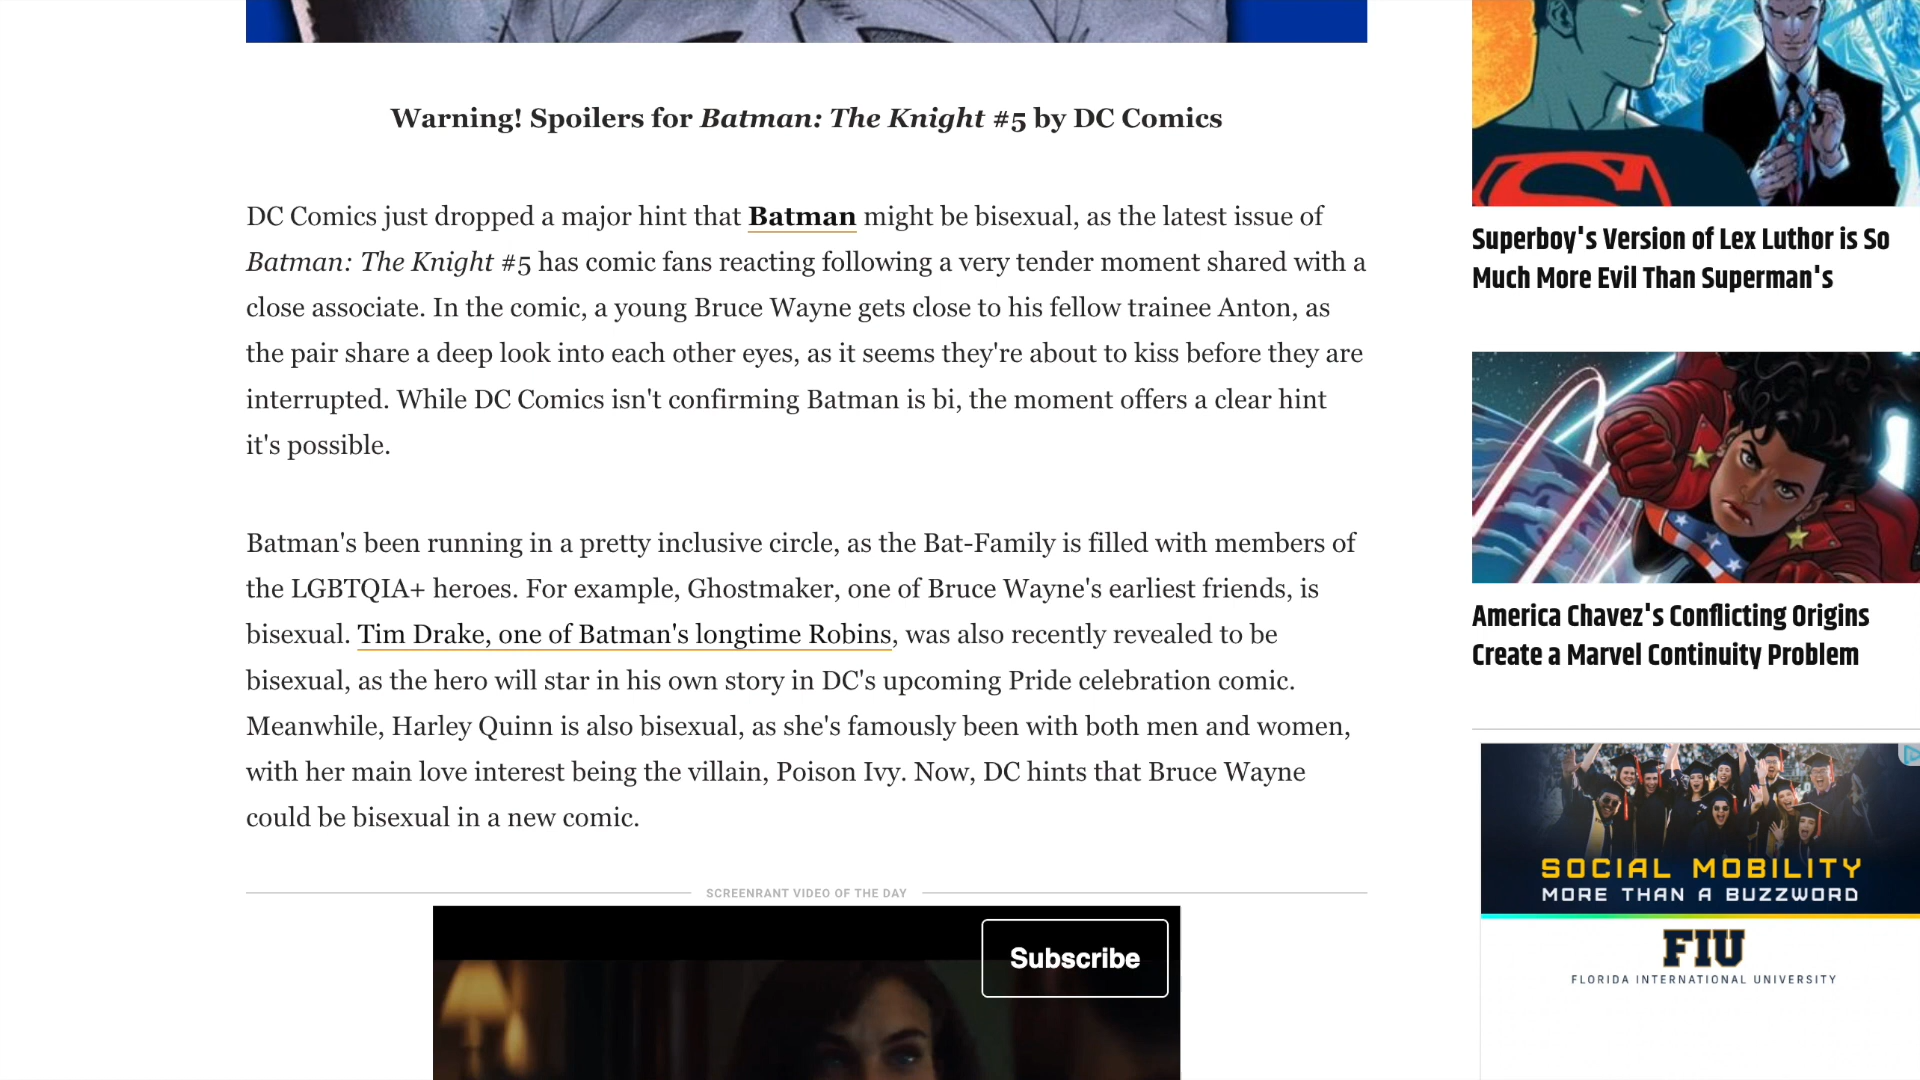 Warning! Spoilers for Batman: The Knight #5 by DC Comics
DC Comics just dropped a major hint that Batman might be bisexual, as the latest issue of
Batman: The Knight #5 has comic fans reacting following a very tender moment shared with a
close associate. In the comic, a young Bruce Wayne gets close to his fellow trainee Anton, as
the pair share a deep look into each other eyes, as it seems they're about to kiss before they are
interrupted. While DC Comics isn't confirming Batman is bi, the moment offers a clear hint
it's possible.
Batman's been running in a pretty inclusive circle, as the Bat-Family is filled with members of
the LGBTQIA+ heroes. For example, Ghostmaker, one of Bruce Wayne's earliest friends, is
bisexual. Tim Drake, one of Batman's longtime Robins, was also recently revealed to be
bisexual, as the hero will star in his own story in DC's upcoming Pride celebration comic.
Meanwhile, Harley Quinn is also bisexual, as she's famously been with both men and women,
with her main love interest being the villain, Poison Ivy. Now, DC hints that Bruce Wayne
could be bisexual in a new comic.
SCREENRANT VIDEO OF THE DAY
Subscribe
Superboy's Version of Lex Luthor is So
Much More Evil Than Superman's
America Chavez's Conflicting Origins
Create a Marvel Continuity Problem
SOCIAL MOBILITY
MORE THAN A BUZZWORD
FIU
FLORIDA INTERNATIONAL UNIVERSITY